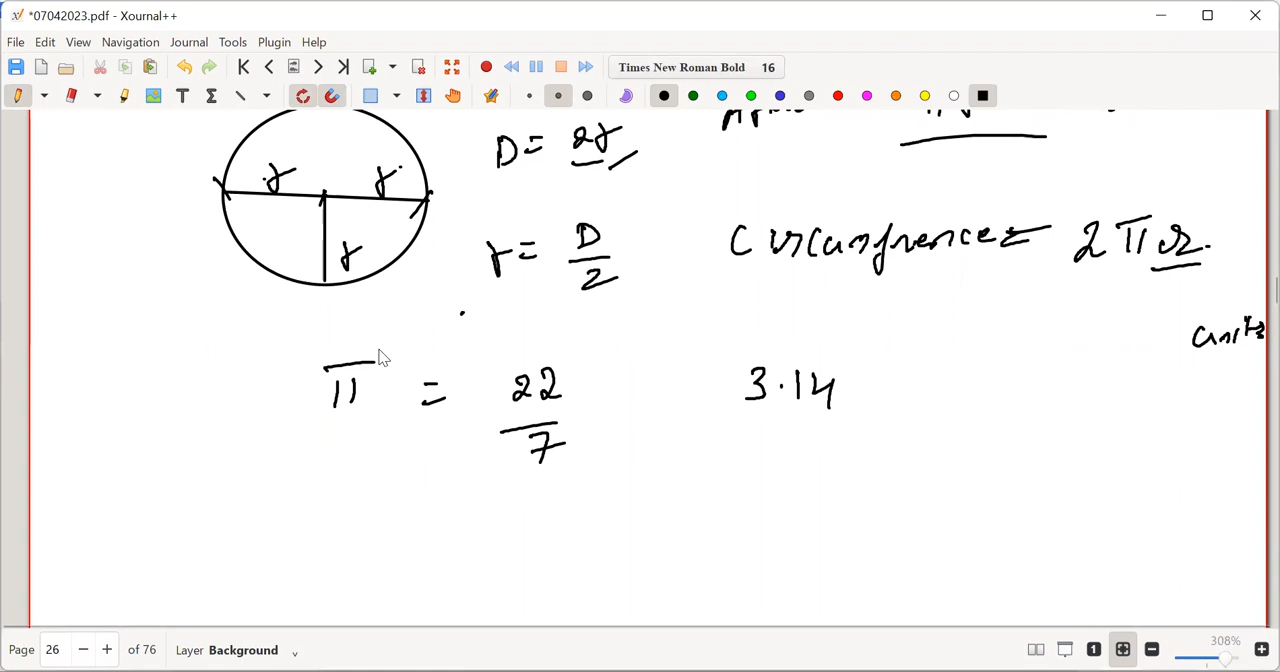 *07042023.pdf - Xournal++
File Edit View Navigation Journal Tools Plugin Help
Times New Roman Bold 16
D = 2r
r r
r
r = D/2
Circumfrence = 2πr.
units
π = 22/7 3.14
Page 26 of 76 Layer Background 308%